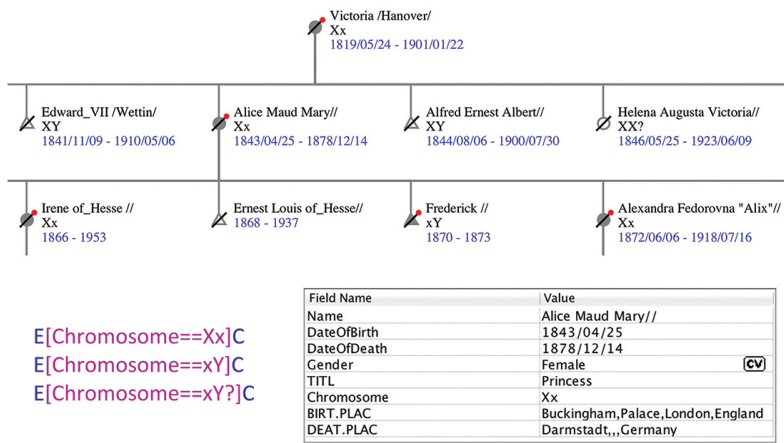 Victoria /Hanover/
Xx
1819/05/24 - 1901/01/22
Edward_VII /Wettin/
XY
1841/11/09 - 1910/05/06
Alice Maud Mary//
Xx
1843/04/25 - 1878/12/14
Alfred Ernest Albert//
XY
1844/08/06 - 1900/07/30
Helena Augusta Victoria//
XX?
1846/05/25 - 1923/06/09
Irene of_Hesse //
Xx
1866 - 1953
Ernest Louis of_Hesse//
1868 - 1937
Frederick //
xY
1870 - 1873
Alexandra Fedorovna "Alix"//
Xx
1872/06/06 - 1918/07/16
E[Chromosome==Xx]C
E[Chromosome==xY]C
E[Chromosome==xY?]C
Field Name Value
Name Alice Maud Mary//
DateOfBirth 1843/04/25
DateOfDeath 1878/12/14
Gender Female CV
TITL Princess
Chromosome Xx
BIRT.PLAC Buckingham,Palace,London,England
DEAT.PLAC Darmstadt,,,Germany